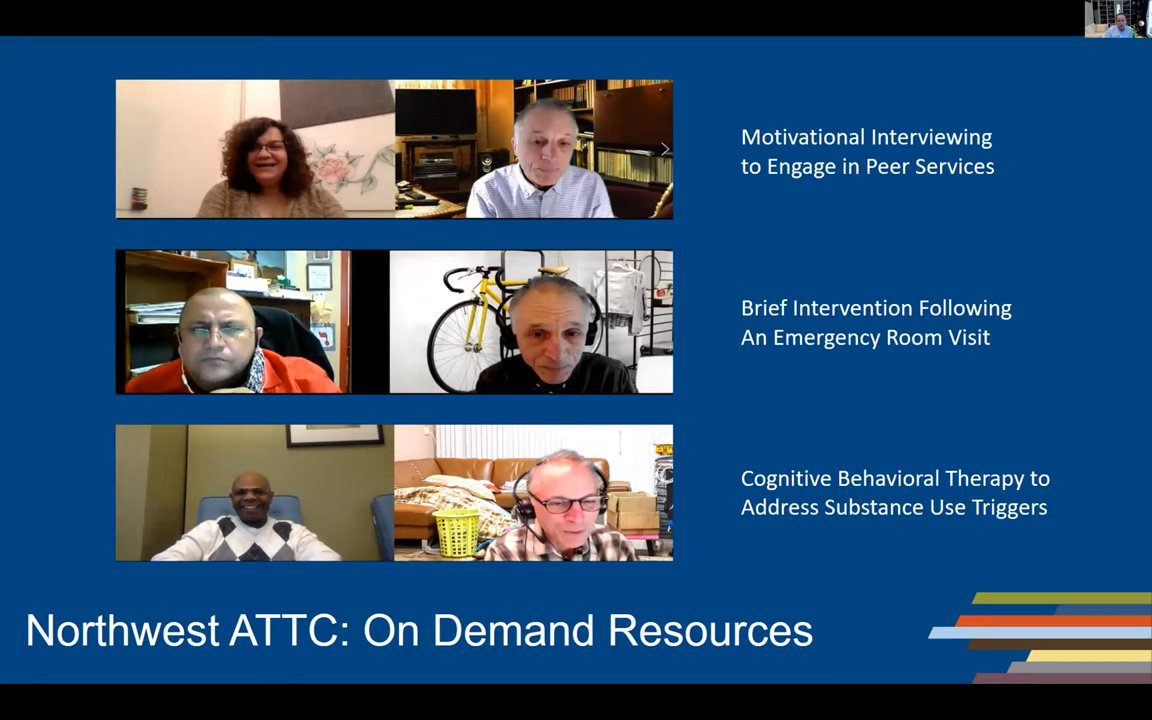 Motivational Interviewing
to Engage in Peer Services
Brief Intervention Following
An Emergency Room Visit
Cognitive Behavioral Therapy to
Address Substance Use Triggers
Northwest ATTC: On Demand Resources